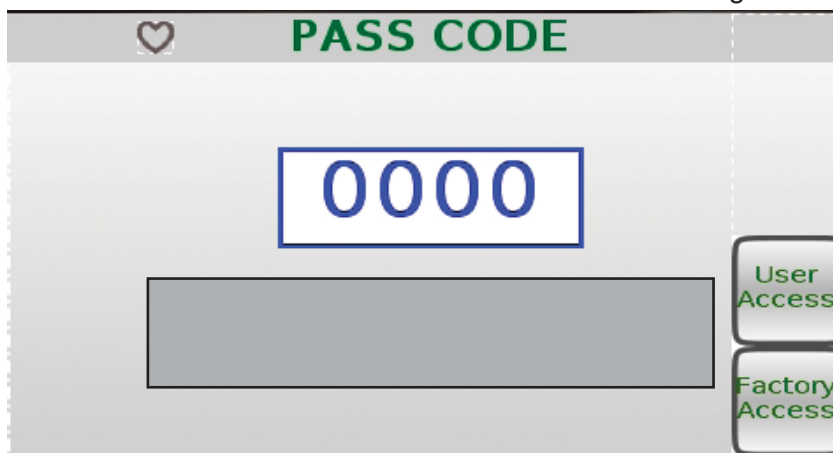 PASS CODE
0000
User
Access
Factory
Access